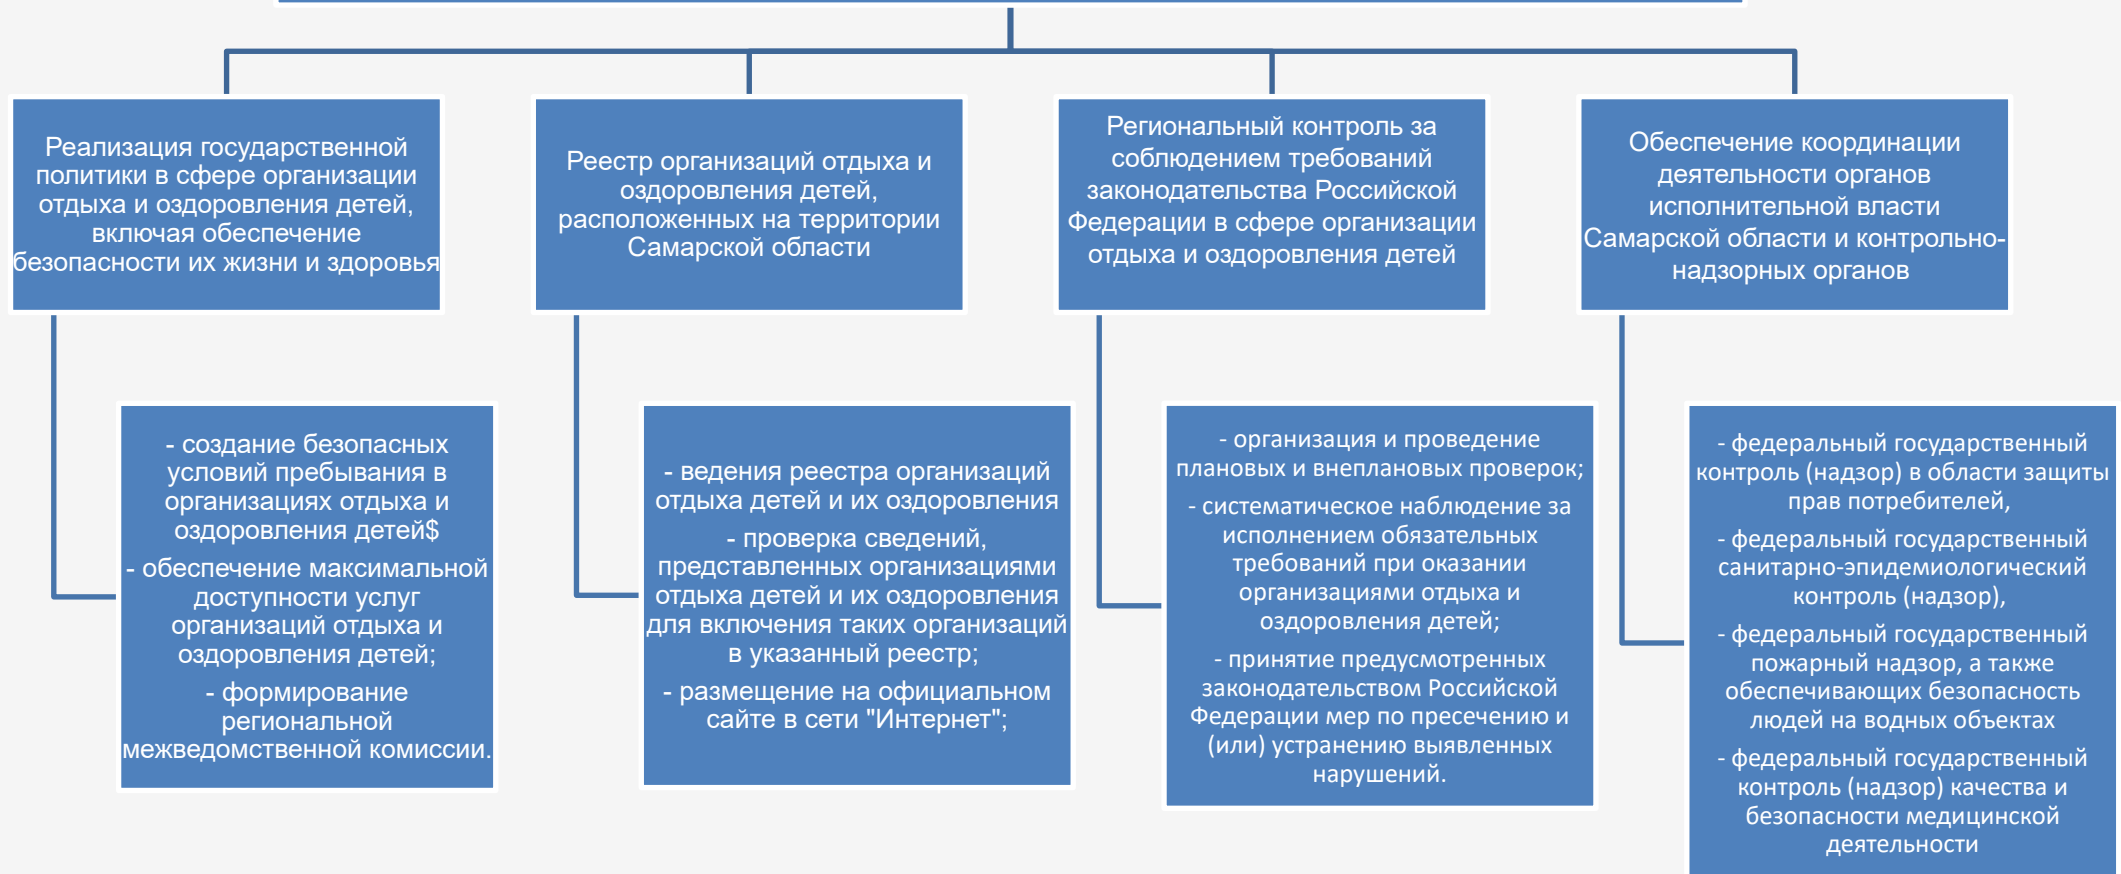 Реализация государственной
политики в сфере организации
отдыха и оздоровления детей,
включая обеспечение
безопасности их жизни и здоровья
Реестр организаций отдыха и
оздоровления детей,
расположенных на территории
Самарской области
Региональный контроль за
соблюдением требований
законодательства Российской
Федерации в сфере организации
отдыха и оздоровления детей
Обеспечение координации
деятельности органов
исполнительной власти
Самарской области и контрольно-
надзорных органов
- создание безопасных
условий пребывания в
организациях отдыха и
оздоровления детей$
- обеспечение максимальной
доступности услуг
организаций отдыха и
оздоровления детей;
- формирование
региональной
межведомственной комиссии.
- ведения реестра организаций
отдыха детей и их оздоровления
- проверка сведений,
представленных организациями
отдыха детей и их оздоровления
для включения таких организаций
в указанный реестр;
- размещение на официальном
сайте в сети "Интернет";
- организация и проведение
плановых и внеплановых проверок;
- систематическое наблюдение за
исполнением обязательных
требований при оказании
организациями отдыха и
оздоровления детей;
- принятие предусмотренных
законодательством Российской
Федерации мер по пресечению и
(или) устранению выявленных
нарушений.
- федеральный государственный
контроль (надзор) в области защиты
прав потребителей,
- федеральный государственный
санитарно-эпидемиологический
контроль (надзор),
- федеральный государственный
пожарный надзор, а также
обеспечивающих безопасность
людей на водных объектах
- федеральный государственный
контроль (надзор) качества и
безопасности медицинской
деятельности